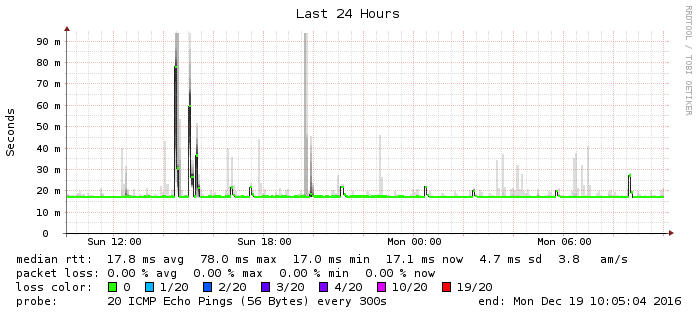 Last 24 Hours
RRDTOOL / TOBI OETIKER
Seconds
90 m
80 m
70 m
60 m
50 m
40 m
30 m
20 m
10 m
0
Sun 12:00 Sun 18:00 Mon 00:00 Mon 06:00
median rtt: 17.8 ms avg 78.0 ms max 17.0 ms min 17.1 ms now 4.7 ms sd 3.8 am/s
packet loss: 0.00 % avg 0.00 % max 0.00 % min 0.00 % now
loss color: 0 1/20 2/20 3/20 4/20 10/20 19/20
probe: 20 ICMP Echo Pings (56 Bytes) every 300s end: Mon Dec 19 10:05:04 2016